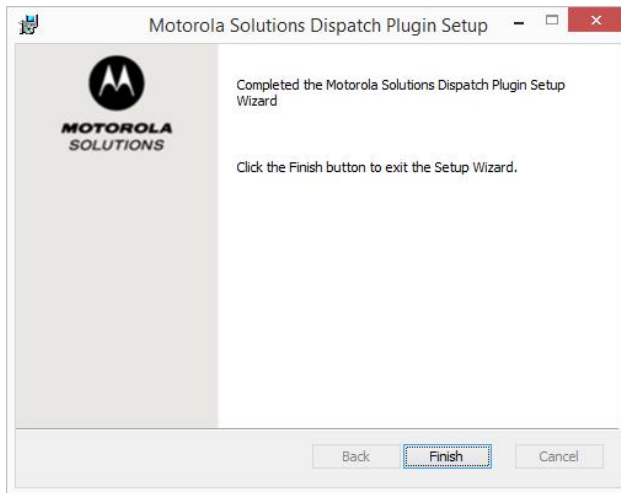 Motorola Solutions Dispatch Plugin Setup
MOTOROLA
SOLUTIONS
Completed the Motorola Solutions Dispatch Plugin Setup
Wizard
Click the Finish button to exit the Setup Wizard.
Back Finish Cancel